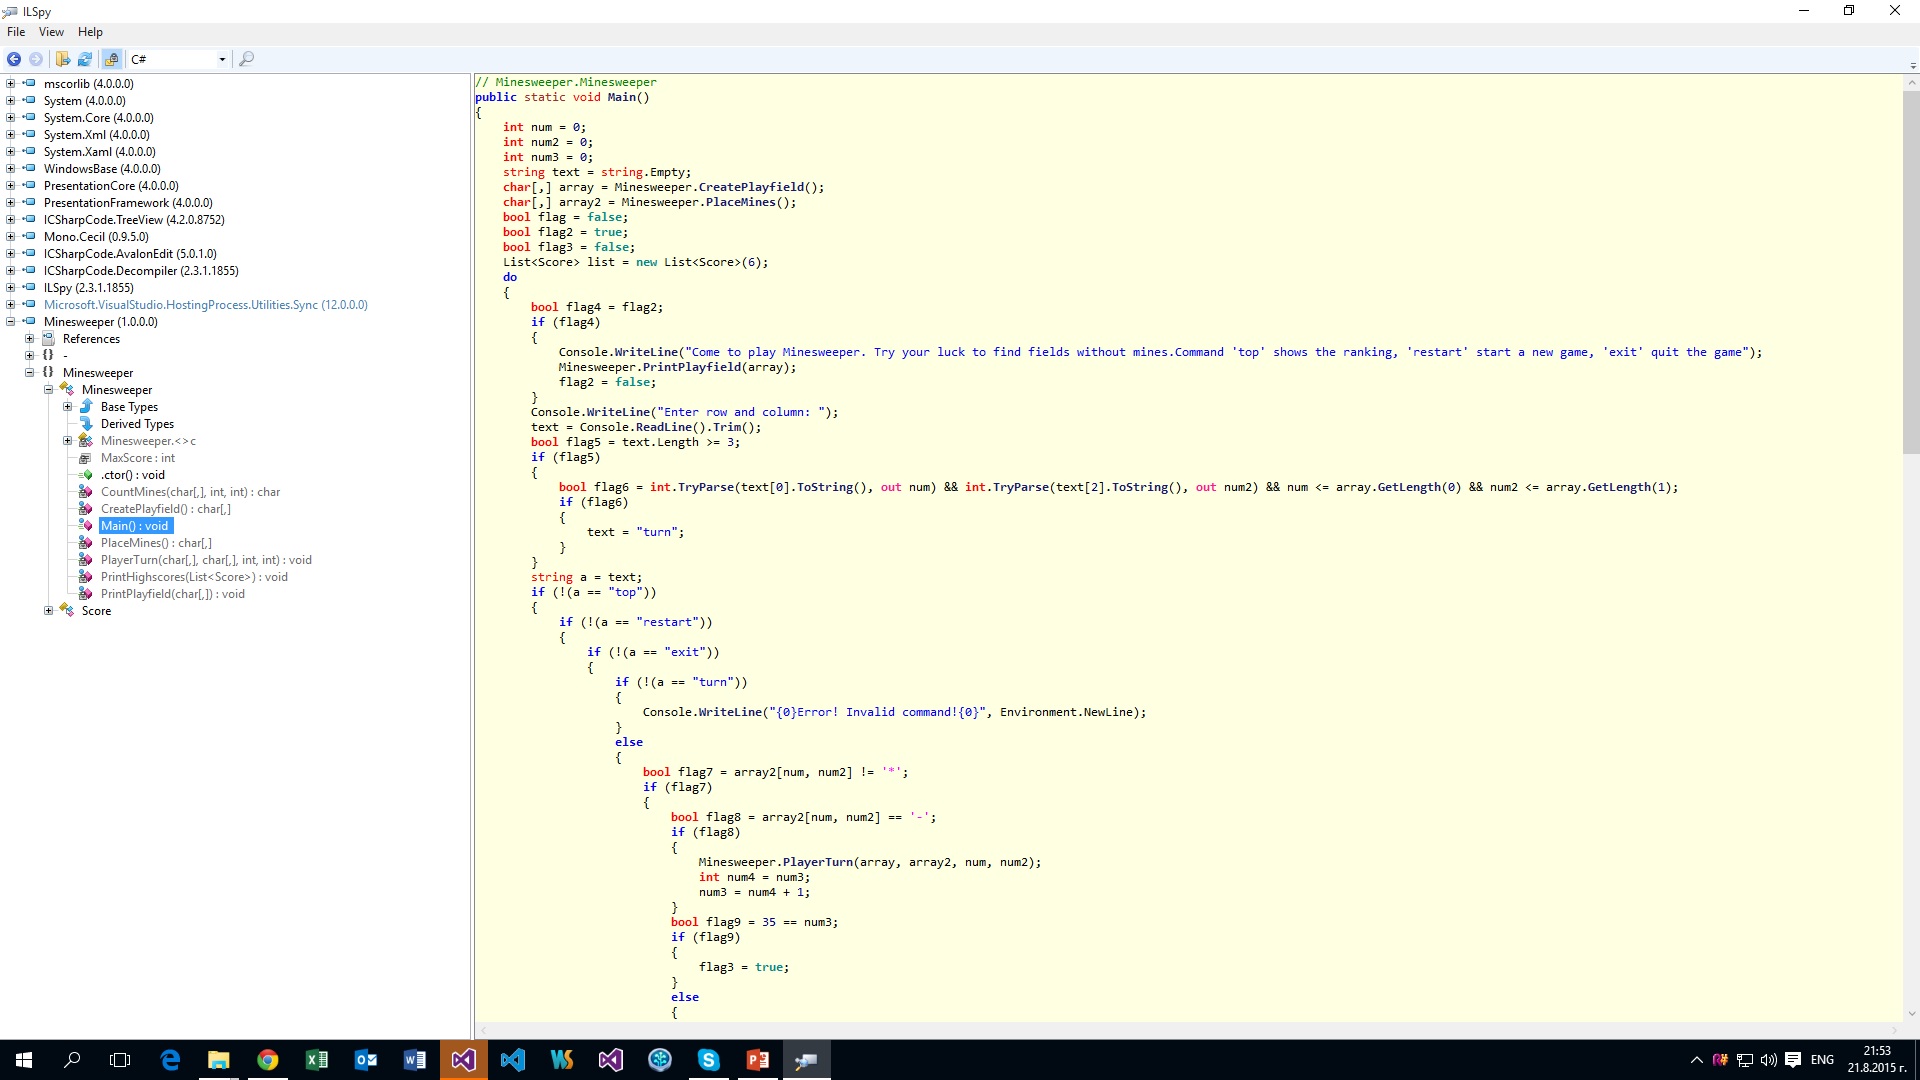 ILSpy
File View Help
C#
mscorlib (4.0.0.0)
System (4.0.0.0)
System.Core (4.0.0.0)
System.Xml (4.0.0.0)
System.Xaml (4.0.0.0)
WindowsBase (4.0.0.0)
PresentationCore (4.0.0.0)
PresentationFramework (4.0.0.0)
ICSharpCode.TreeView (4.2.0.8752)
Mono.Cecil (0.9.5.0)
ICSharpCode.AvalonEdit (5.0.1.0)
ICSharpCode.Decompiler (2.3.1.1855)
ILSpy (2.3.1.1855)
Microsoft.VisualStudio.HostingProcess.Utilities.Sync (12.0.0.0)
Minesweeper (1.0.0.0)
References
{} -
{} Minesweeper
Minesweeper
Base Types
Derived Types
Minesweeper.<>c
MaxScore : int
.ctor() : void
CountMines(char[,], int, int) : char
CreatePlayfield() : char[,]
Main() : void
PlaceMines() : char[,]
PlayerTurn(char[,], char[,], int, int) : void
PrintHighscores(List<Score>) : void
PrintPlayfield(char[,]) : void
Score
// Minesweeper.Minesweeper
public static void Main()
{
int num = 0;
int num2 = 0;
int num3 = 0;
string text = string.Empty;
char[,] array = Minesweeper.CreatePlayfield();
char[,] array2 = Minesweeper.PlaceMines();
bool flag = false;
bool flag2 = true;
bool flag3 = false;
List<Score> list = new List<Score>(6);
do
{
bool flag4 = flag2;
if (flag4)
{
Console.WriteLine("Come to play Minesweeper. Try your luck to find fields without mines.Command 'top' shows the ranking, 'restart' start a new game, 'exit' quit the game");
Minesweeper.PrintPlayfield(array);
flag2 = false;
}
Console.WriteLine("Enter row and column: ");
text = Console.ReadLine().Trim();
bool flag5 = text.Length >= 3;
if (flag5)
{
bool flag6 = int.TryParse(text[0].ToString(), out num) && int.TryParse(text[2].ToString(), out num2) && num <= array.GetLength(0) && num2 <= array.GetLength(1);
if (flag6)
{
text = "turn";
}
}
string a = text;
if (!(a == "top"))
{
if (!(a == "restart"))
{
if (!(a == "exit"))
{
if (!(a == "turn"))
{
Console.WriteLine("{0}Error! Invalid command!{0}", Environment.NewLine);
}
else
{
bool flag7 = array2[num, num2] != '*';
if (flag7)
{
bool flag8 = array2[num, num2] == '-';
if (flag8)
{
Minesweeper.PlayerTurn(array, array2, num, num2);
int num4 = num3;
num3 = num4 + 1;
}
bool flag9 = 35 == num3;
if (flag9)
{
flag3 = true;
}
else
{
ENG
21:53
21.8.2015 г.